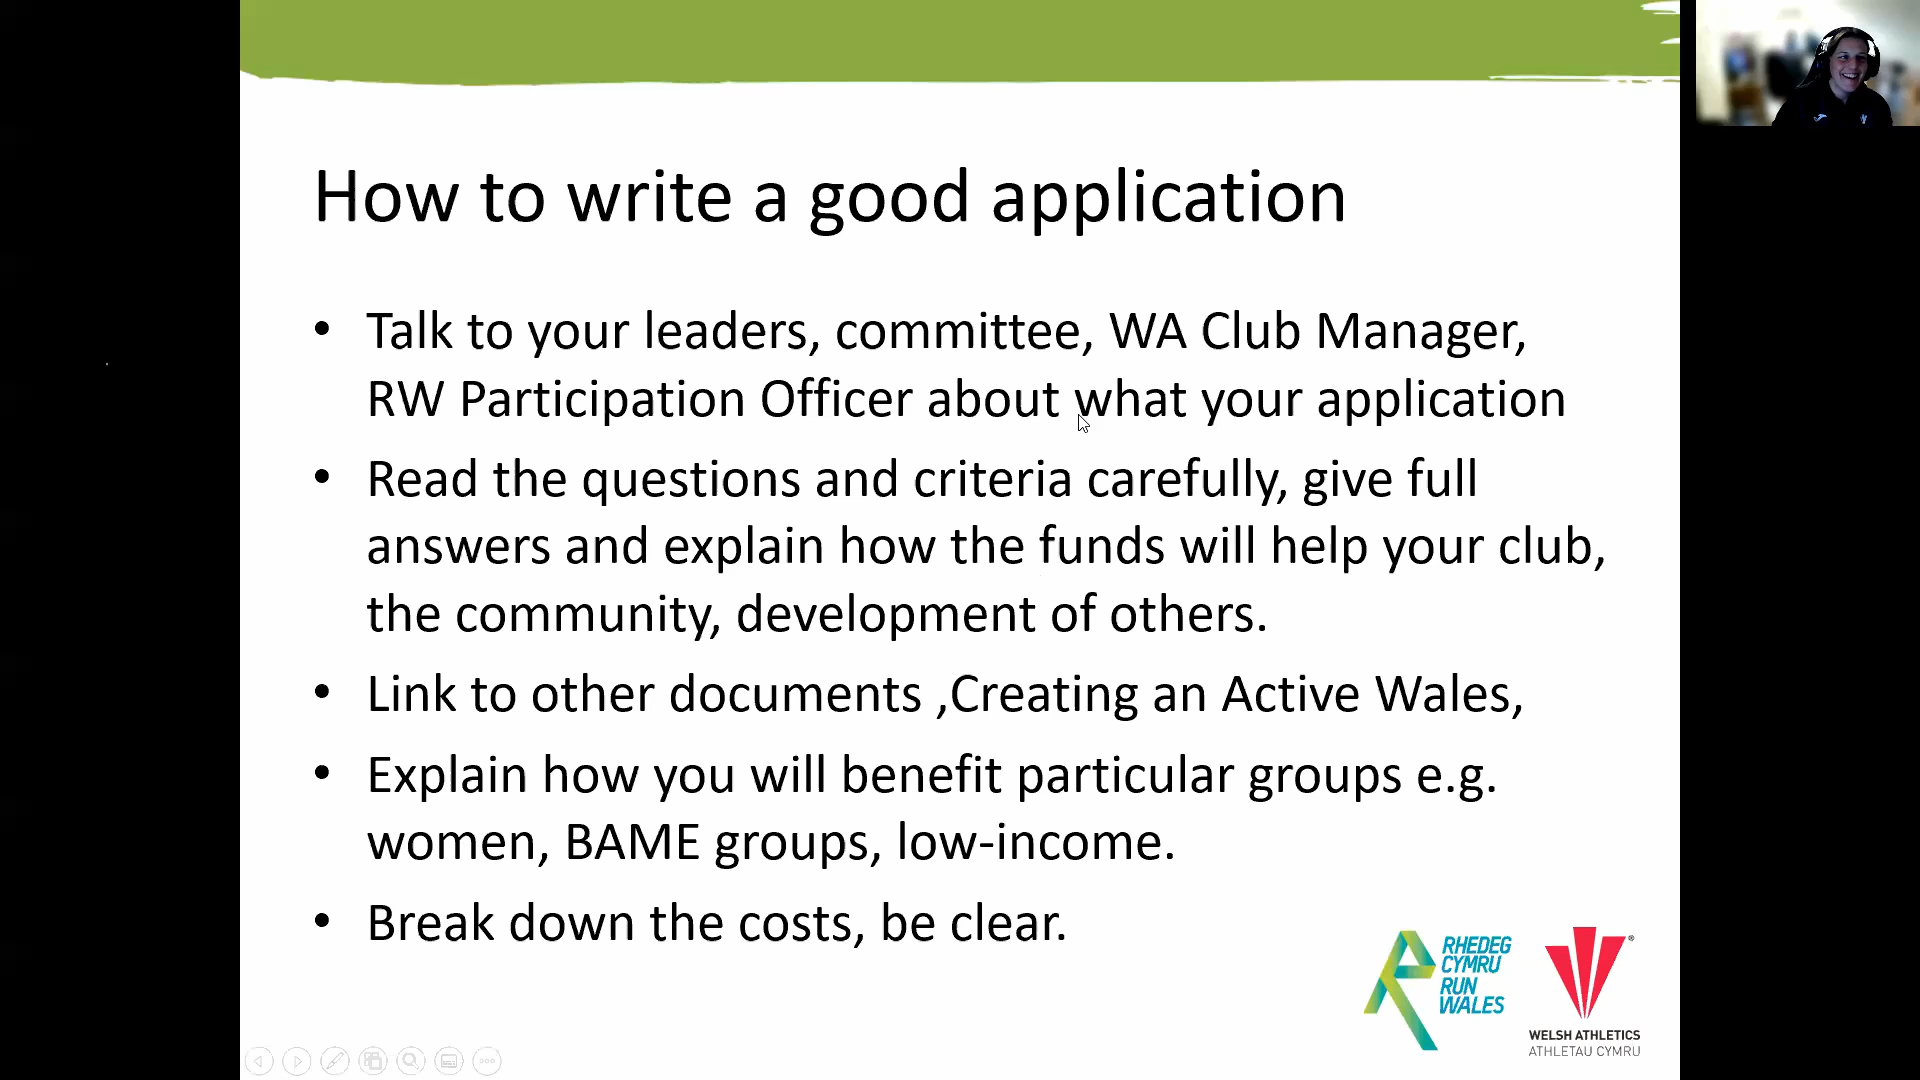 How to write a good application
• Talk to your leaders, committee, WA Club Manager,
RW Participation Officer about what your application
• Read the questions and criteria carefully, give full
answers and explain how the funds will help your club,
the community, development of others.
• Link to other documents ,Creating an Active Wales,
• Explain how you will benefit particular groups e.g.
women, BAME groups, low-income.
• Break down the costs, be clear.
RHEDEG
CYMRU
RUN
WALES
WELSH ATHLETICS
ATHLETAU CYMRU